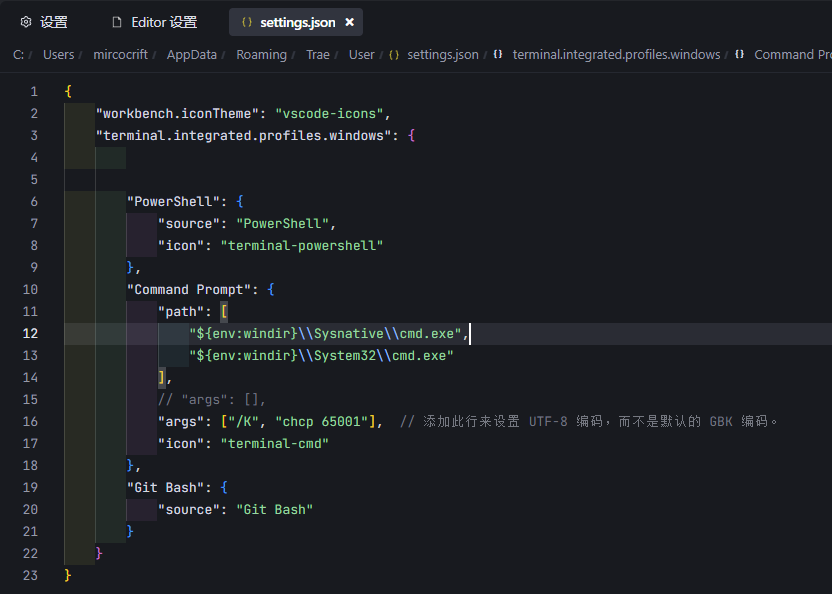 设置 Editor 设置 {} settings.json ×
C: / Users / mircocrift / AppData / Roaming / Trae / User / {} settings.json / {} terminal.integrated.profiles.windows / {} Command Pro
1 {
2 "workbench.iconTheme": "vscode-icons",
3 "terminal.integrated.profiles.windows": {
4
5
6 "PowerShell": {
7 "source": "PowerShell",
8 "icon": "terminal-powershell"
9 },
10 "Command Prompt": {
11 "path": [
12 "${env:windir}\\Sysnative\\cmd.exe",
13 "${env:windir}\\System32\\cmd.exe"
14 ],
15 // "args": [],
16 "args": ["/K", "chcp 65001"], // 添加此行来设置 UTF-8 编码，而不是默认的 GBK 编码。
17 "icon": "terminal-cmd"
18 },
19 "Git Bash": {
20 "source": "Git Bash"
21 }
22 }
23 }